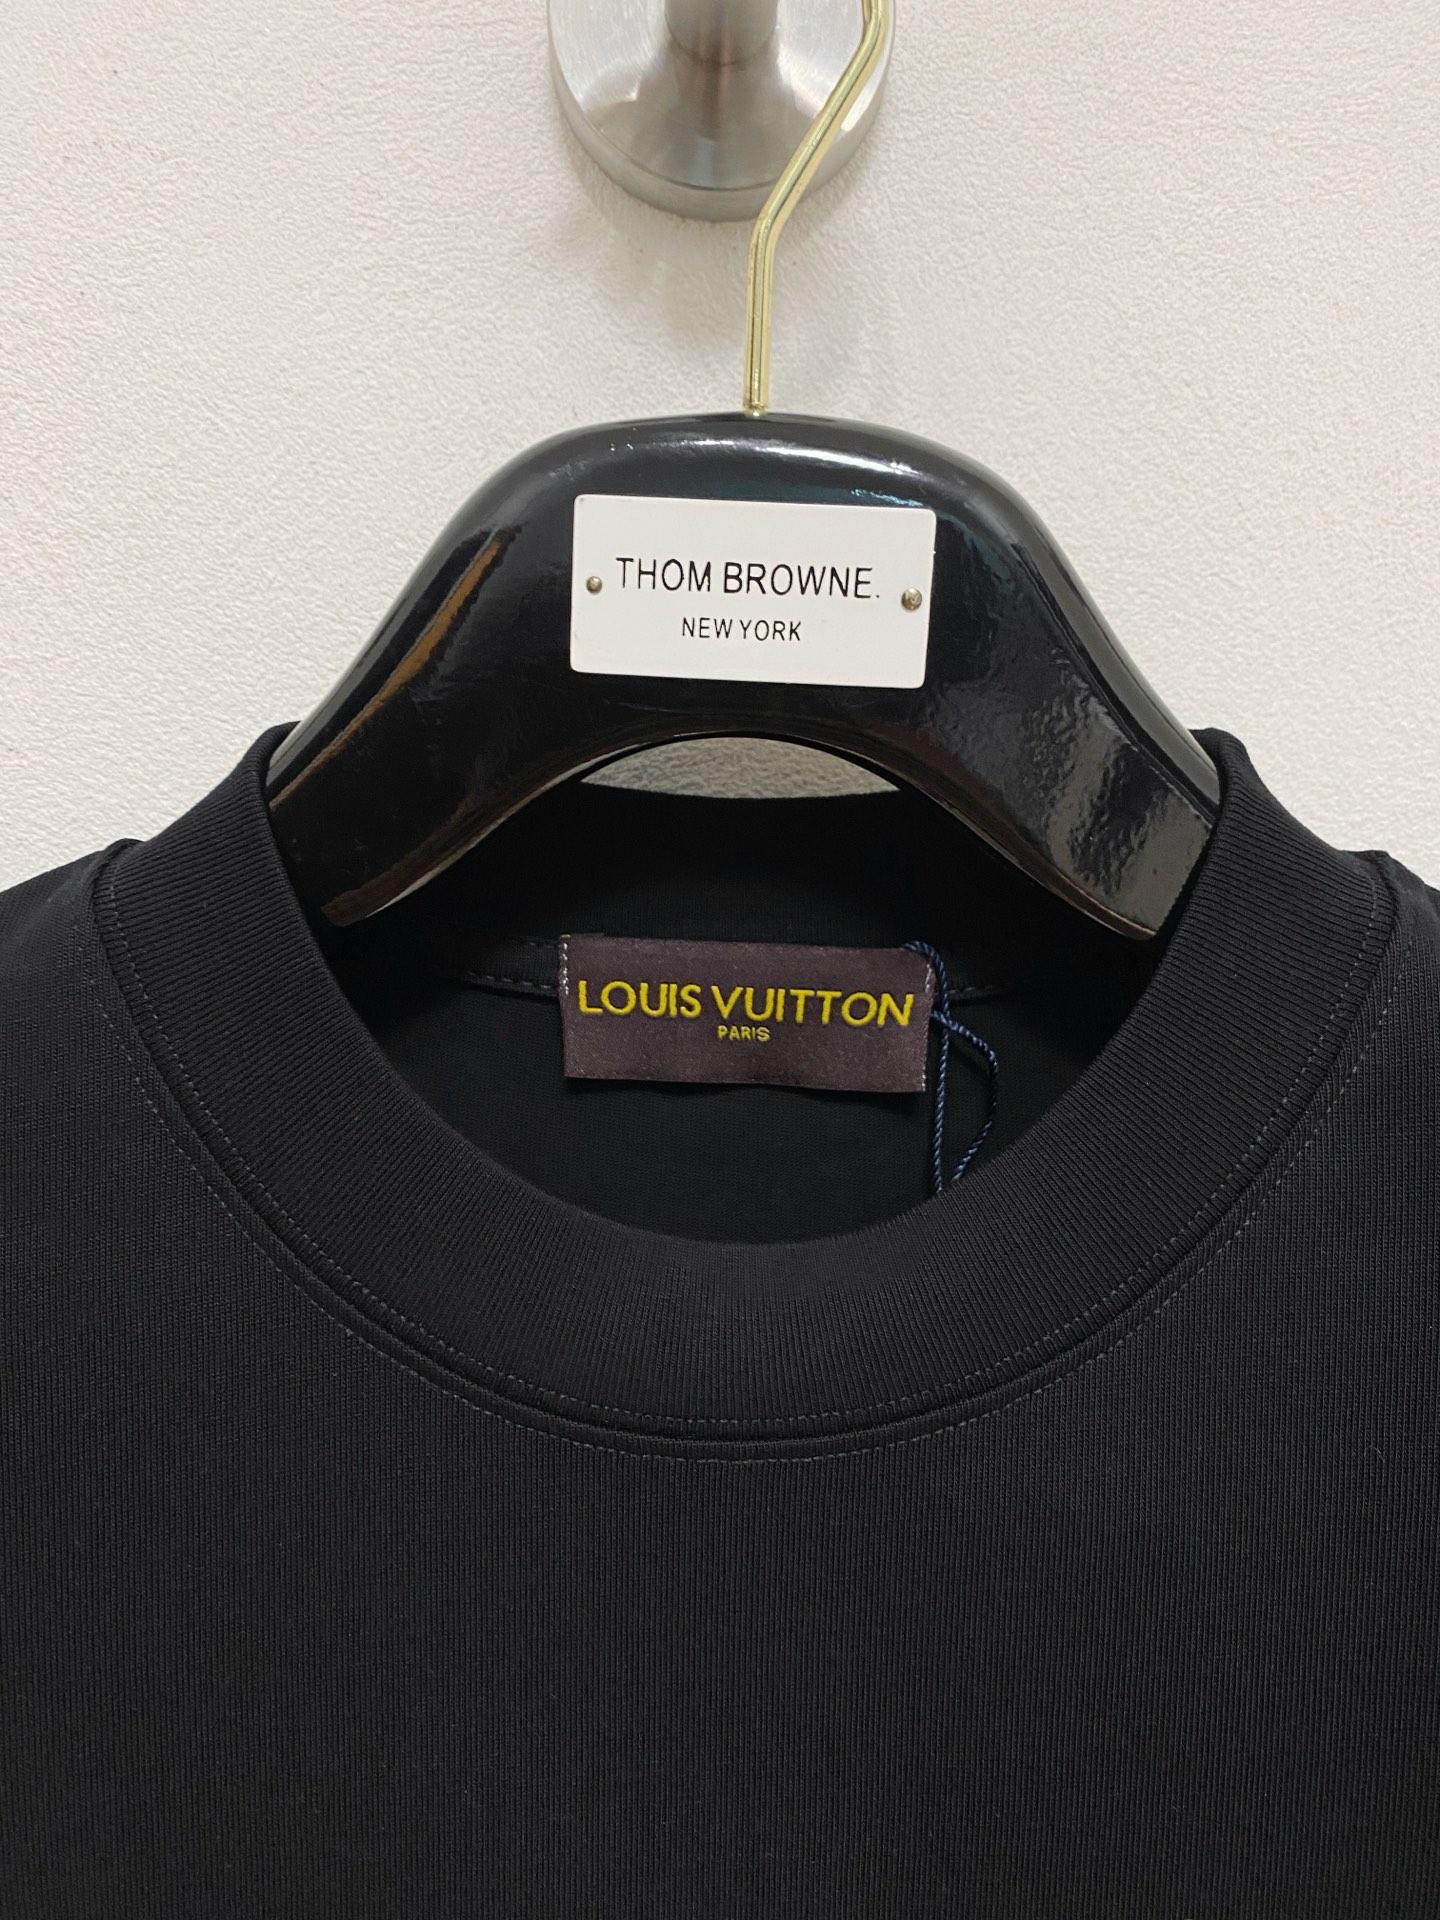 THOM BROWNE.
NEW YORK
LOUIS VUITTON
PARIS